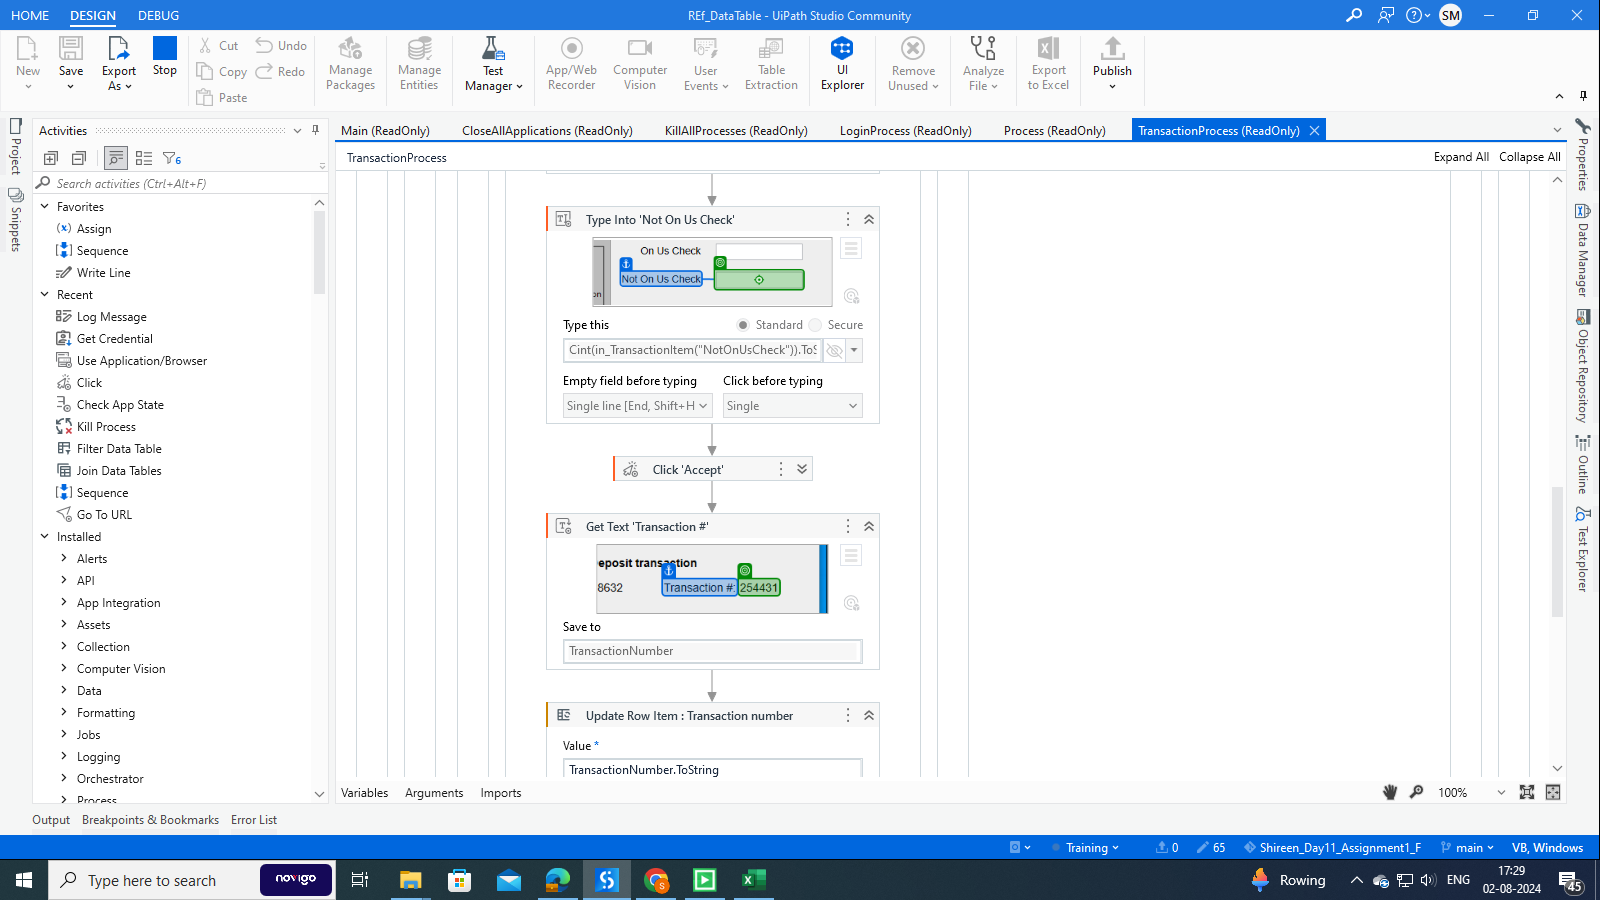 HOME DESIGN DEBUG
REf_DataTable - UiPath Studio Community
SM
New
Save
Export As
Stop
Cut
Copy
Paste
Undo
Redo
Manage Packages
Manage Entities
Test Manager
App/Web Recorder
Computer Vision
User Events
Table Extraction
UI Explorer
Remove Unused
Analyze File
Export to Excel
Publish
Project
Snippets
Activities
6
Search activities (Ctrl+Alt+F)
Favorites
Assign
Sequence
Write Line
Recent
Log Message
Get Credential
Use Application/Browser
Click
Check App State
Kill Process
Filter Data Table
Join Data Tables
Sequence
Go To URL
Installed
Alerts
API
App Integration
Assets
Collection
Computer Vision
Data
Formatting
Jobs
Logging
Orchestrator
Process
Main (ReadOnly)
CloseAllApplications (ReadOnly)
KillAllProcesses (ReadOnly)
LoginProcess (ReadOnly)
Process (ReadOnly)
TransactionProcess (ReadOnly)
TransactionProcess
Expand All Collapse All
Type Into 'Not On Us Check'
On Us Check
Not On Us Check
on
Type this
Standard
Secure
Cint(in_TransactionItem("NotOnUsCheck")).ToS
Empty field before typing
Click before typing
Single line [End, Shift+H
Single
Click 'Accept'
Get Text 'Transaction #'
eposit transaction
8632 Transaction #: 254431
Save to
TransactionNumber
Update Row Item : Transaction number
Value *
TransactionNumber.ToString
Properties
Data Manager
Object Repository
Outline
Test Explorer
Variables Arguments Imports
100%
Output Breakpoints & Bookmarks Error List
Training
0
65
Shireen_Day11_Assignment1_F
main
VB, Windows
Type here to search
novigo
S
Rowing
ENG
17:29
02-08-2024
45